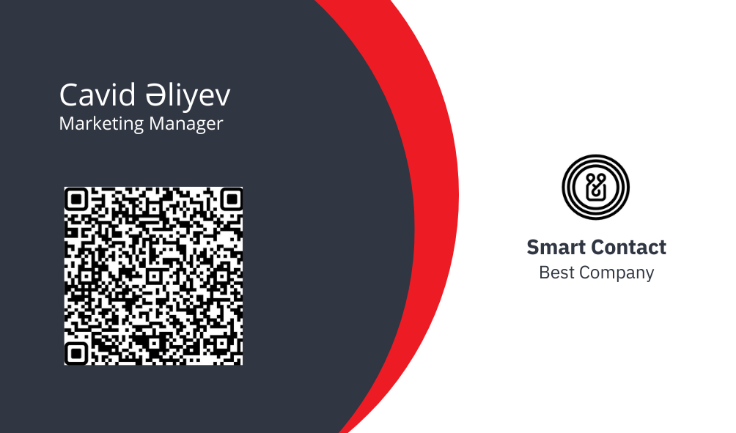 Cavid Əliyev
Marketing Manager
Smart Contact
Best Company